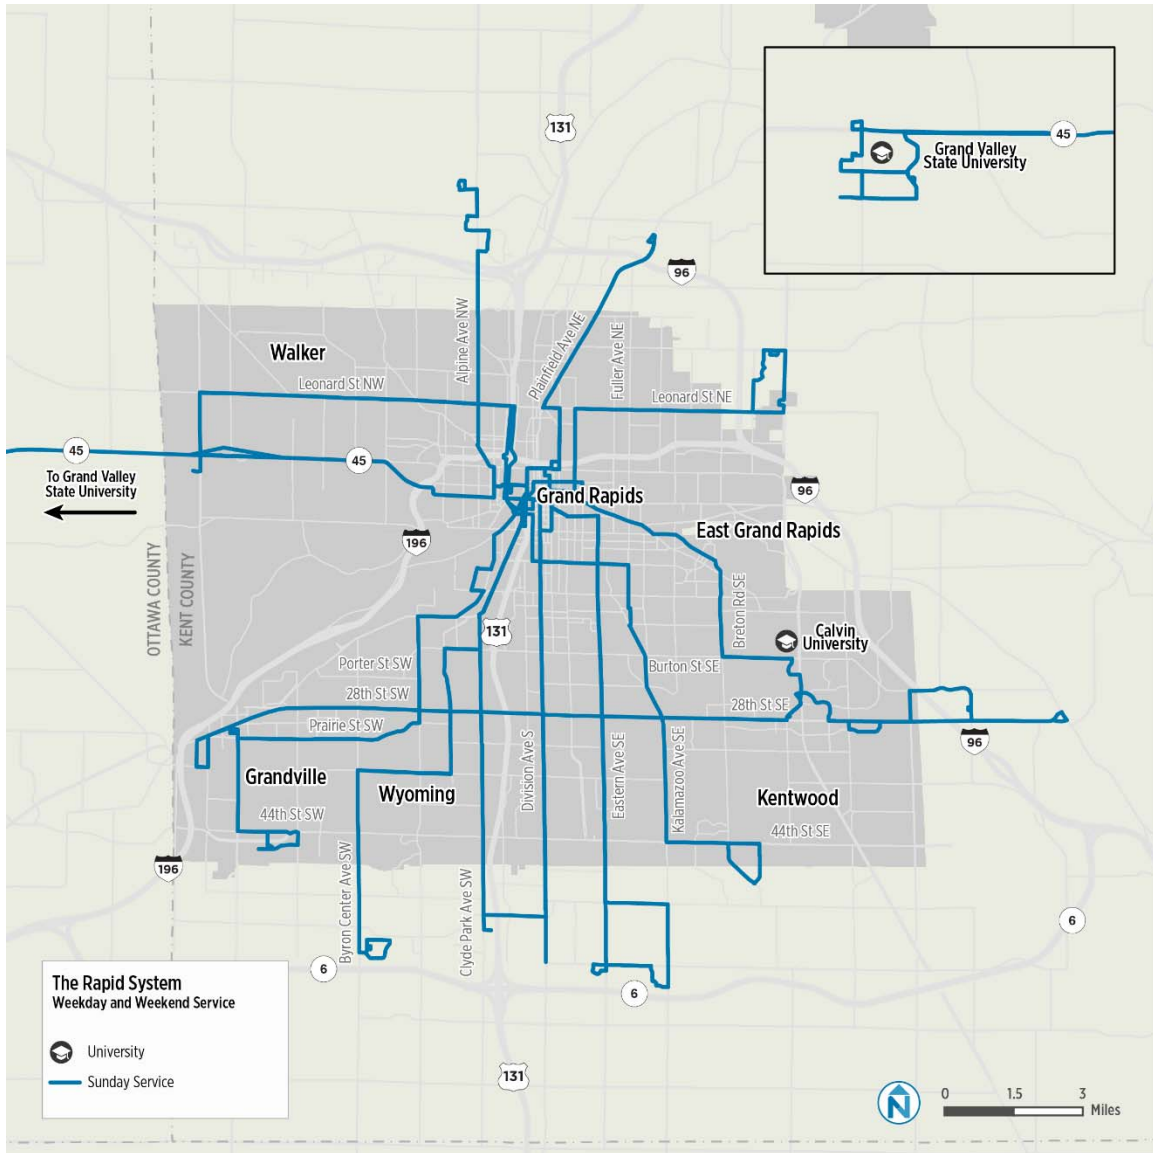 131
45
Grand Valley
State University
96
Walker
Alpine Ave NW
Plainfield Ave NE
Fuller Ave NE
Leonard St NW
Leonard St NE
45
45
To Grand Valley
State University
Grand Rapids
96
East Grand Rapids
196
OTTAWA COUNTY
KENT COUNTY
Breton Rd SE
131
Calvin
University
Porter St SW
Burton St SE
28th St SW
28th St SE
Prairie St SW
96
Grandville
Wyoming
Division Ave S
Eastern Ave SE
Kalamazoo Ave SE
Kentwood
44th St SW
44th St SE
196
Byron Center Ave SW
Clyde Park Ave SW
6
6
6
The Rapid System
Weekday and Weekend Service
University
Sunday Service
131
N
0 1.5 3
Miles